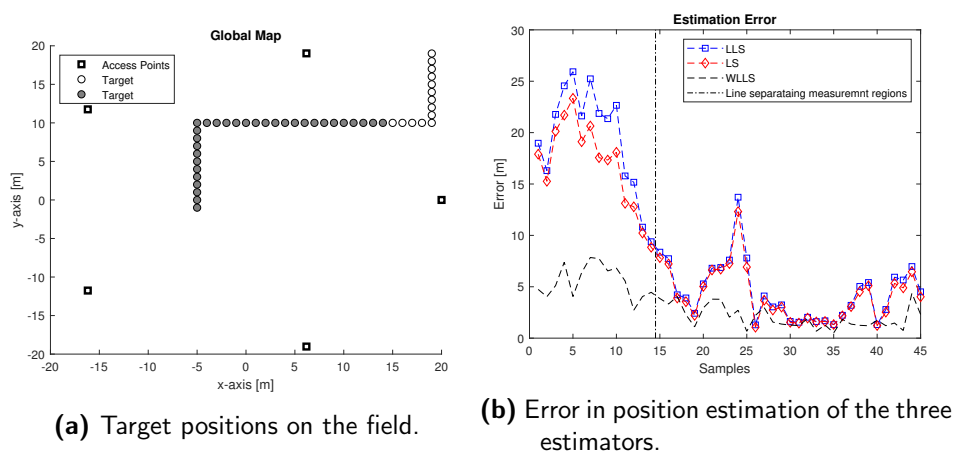 Global Map
Access Points
Target
Target
20
15
10
5
0
-5
-10
-15
-20
y-axis [m]
-20 -15 -10 -5 0 5 10 15 20
x-axis [m]
(a) Target positions on the field.
Estimation Error
LLS
LS
WLLS
Line separataing measuremnt regions
30
25
20
15
10
5
0
Error [m]
0 5 10 15 20 25 30 35 40 45
Samples
(b) Error in position estimation of the three
estimators.